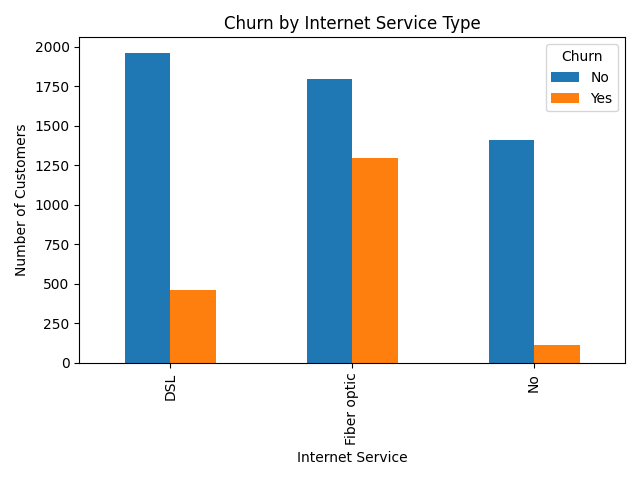 Churn by Internet Service Type
Churn
No
Yes
Number of Customers
2000
1750
1500
1250
1000
750
500
250
0
DSL
Fiber optic
No
Internet Service